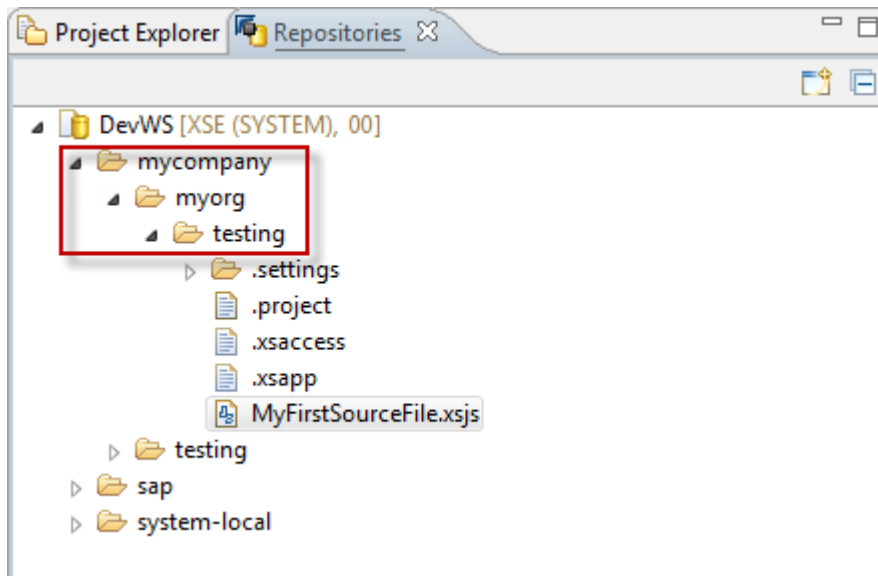 Project Explorer Repositories
DevWS [XSE (SYSTEM), 00]
mycompany
myorg
testing
.settings
.project
.xsaccess
.xsapp
MyFirstSourceFile.xsjs
testing
sap
system-local